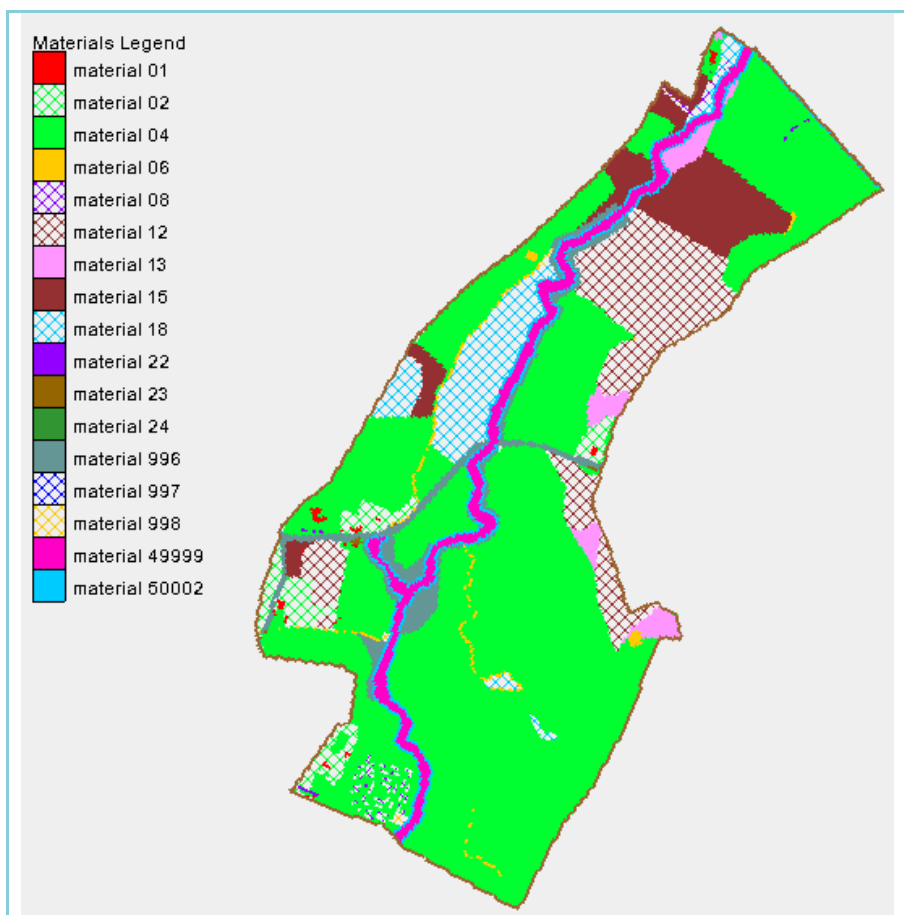 Materials Legend
material 01
material 02
material 04
material 06
material 08
material 12
material 13
material 15
material 18
material 22
material 23
material 24
material 996
material 997
material 998
material 49999
material 50002